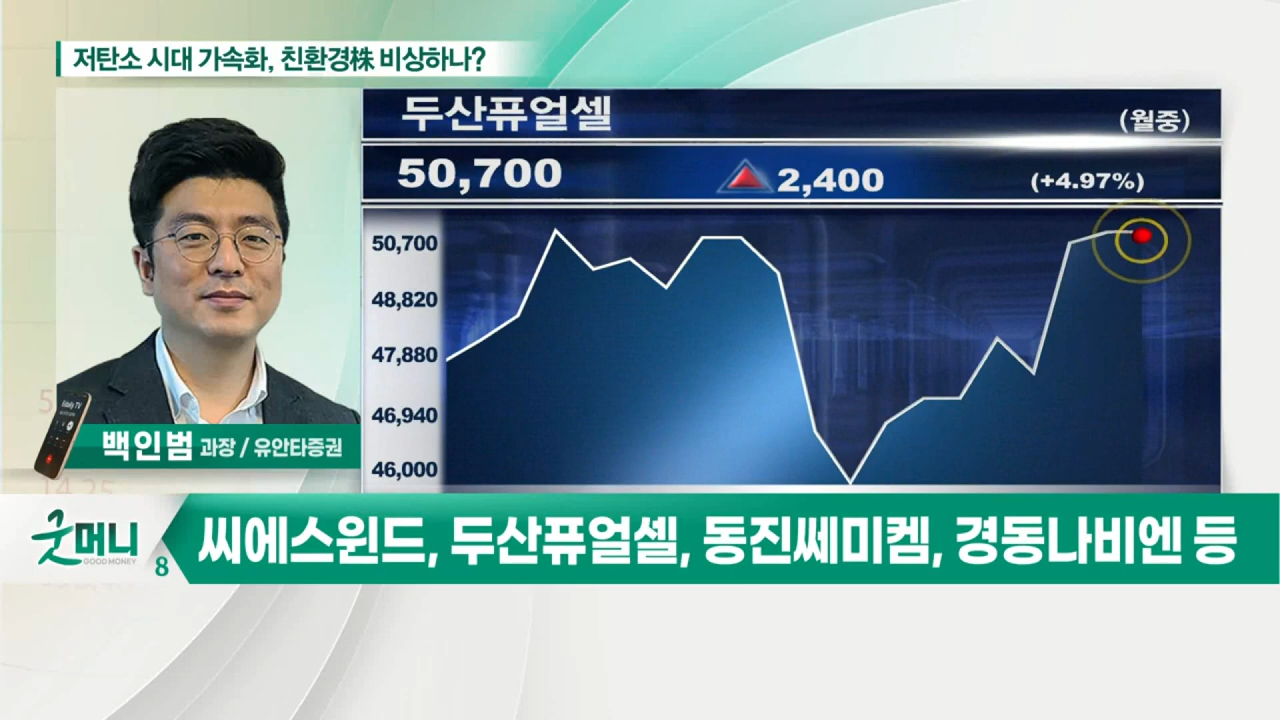 저탄소 시대 가속화, 친환경株 비상하나?
두산퓨얼셀
(월중)
50,700
2,400
(+4.97%)
50,700
48,820
47,880
46,940
46,000
Edaily TV
백인범 과장 / 유안타증권
굿머니
GOOD MONEY
8
씨에스윈드, 두산퓨얼셀, 동진쎄미켐, 경동나비엔 등